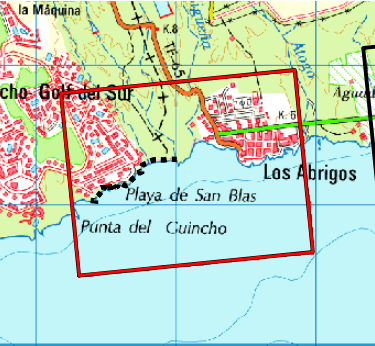 la Máquina
K.8
TF-65
Atogo
cho Golf del Sur
K-6
Los Abrigos
Playa de San Blas
Punta del Guincho